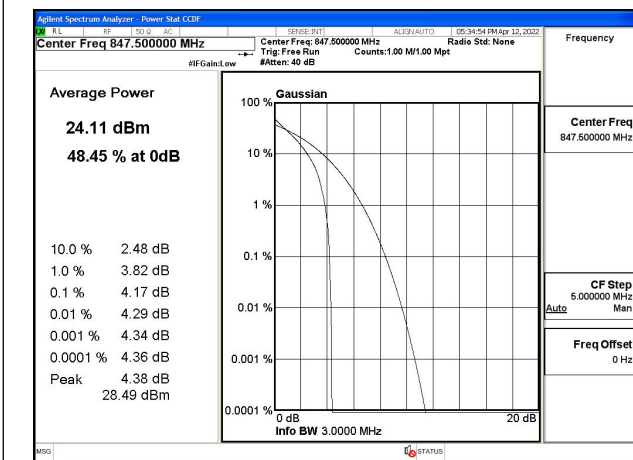 Agilent Spectrum Analyzer - Power Stat CCDF
RL RF 50 Ω AC SENSE:INT ALIGN AUTO 05:34:54 PM Apr 12, 2022
Center Freq 847.500000 MHz
Center Freq: 847.500000 MHz Radio Std: None
Trig: Free Run Counts:1.00 M/1.00 Mpt
#IFGain:Low #Atten: 40 dB
Frequency
Center Freq
847.500000 MHz
CF Step
5.000000 MHz
Auto Man
Freq Offset
0 Hz
Average Power
24.11 dBm
48.45 % at 0dB
10.0 % 2.48 dB
1.0 % 3.82 dB
0.1 % 4.17 dB
0.01 % 4.29 dB
0.001 % 4.34 dB
0.0001 % 4.36 dB
Peak 4.38 dB
28.49 dBm
Gaussian
100 %
10 %
1 %
0.1 %
0.01 %
0.001 %
0.0001 %
0 dB 20 dB
Info BW 3.0000 MHz
MSG STATUS